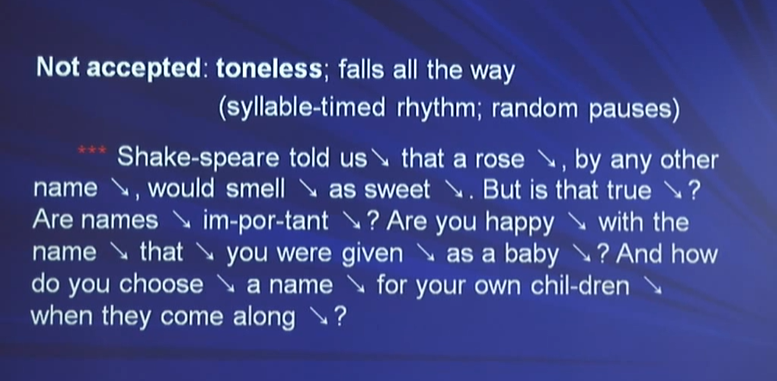 Not accepted: toneless; falls all the way
(syllable-timed rhythm; random pauses)
*** Shake-speare told us ↘ that a rose ↘, by any other
name ↘, would smell ↘ as sweet ↘. But is that true ↘?
Are names ↘ im-por-tant ↘? Are you happy ↘ with the
name ↘ that ↘ you were given ↘ as a baby ↘? And how
do you choose ↘ a name ↘ for your own chil-dren ↘
when they come along ↘?